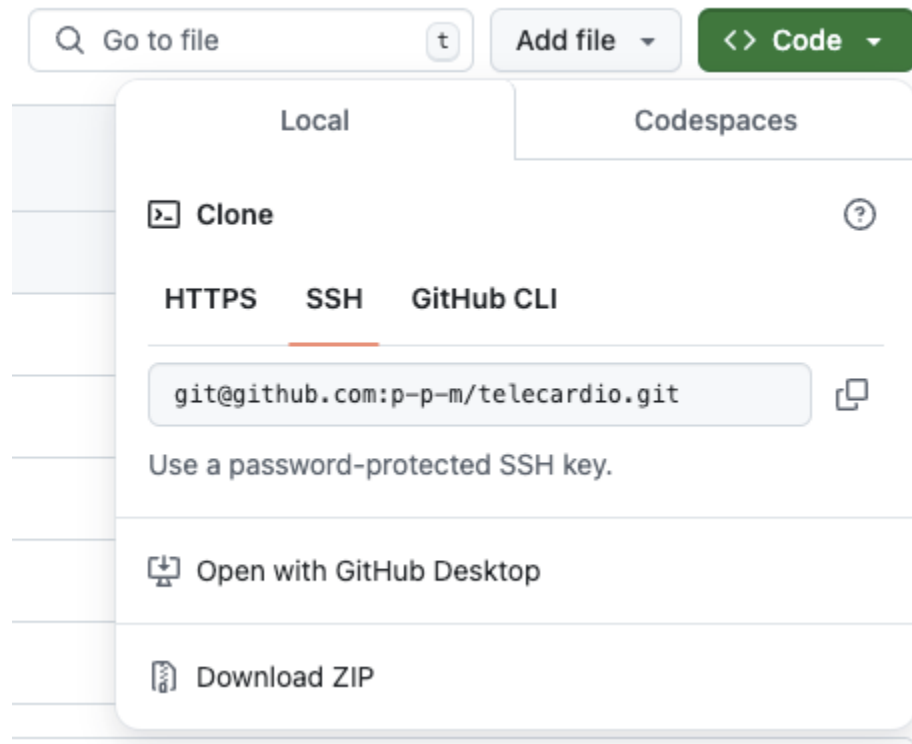 Go to file t Add file <> Code
Local Codespaces
Clone
HTTPS SSH GitHub CLI
git@github.com:p-p-m/telecardio.git
Use a password-protected SSH key.
Open with GitHub Desktop
Download ZIP